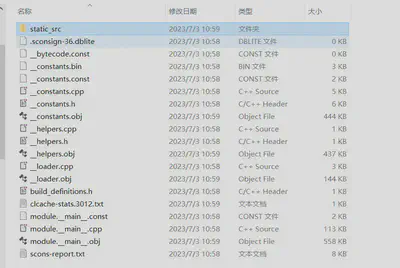 名称 修改日期 类型 大小
static_src 2023/7/3 10:59 文件夹
.sconsign-36.dblite 2023/7/3 10:58 DBLITE 文件 0 KB
__bytecode.const 2023/7/3 10:58 CONST 文件 0 KB
__constants.bin 2023/7/3 10:58 BIN 文件 3 KB
__constants.const 2023/7/3 10:58 CONST 文件 2 KB
__constants.cpp 2023/7/3 10:58 C++ Source 5 KB
__constants.h 2023/7/3 10:58 C/C++ Header 6 KB
__constants.obj 2023/7/3 10:59 Object File 444 KB
__helpers.cpp 2023/7/3 10:58 C++ Source 1 KB
__helpers.h 2023/7/3 10:58 C/C++ Header 1 KB
__helpers.obj 2023/7/3 10:59 Object File 437 KB
__loader.cpp 2023/7/3 10:58 C++ Source 3 KB
__loader.obj 2023/7/3 10:59 Object File 144 KB
build_definitions.h 2023/7/3 10:58 C/C++ Header 1 KB
clcache-stats.3012.txt 2023/7/3 10:59 文本文档 1 KB
module.__main__.const 2023/7/3 10:58 CONST 文件 2 KB
module.__main__.cpp 2023/7/3 10:58 C++ Source 113 KB
module.__main__.obj 2023/7/3 10:59 Object File 558 KB
scons-report.txt 2023/7/3 10:58 文本文档 8 KB